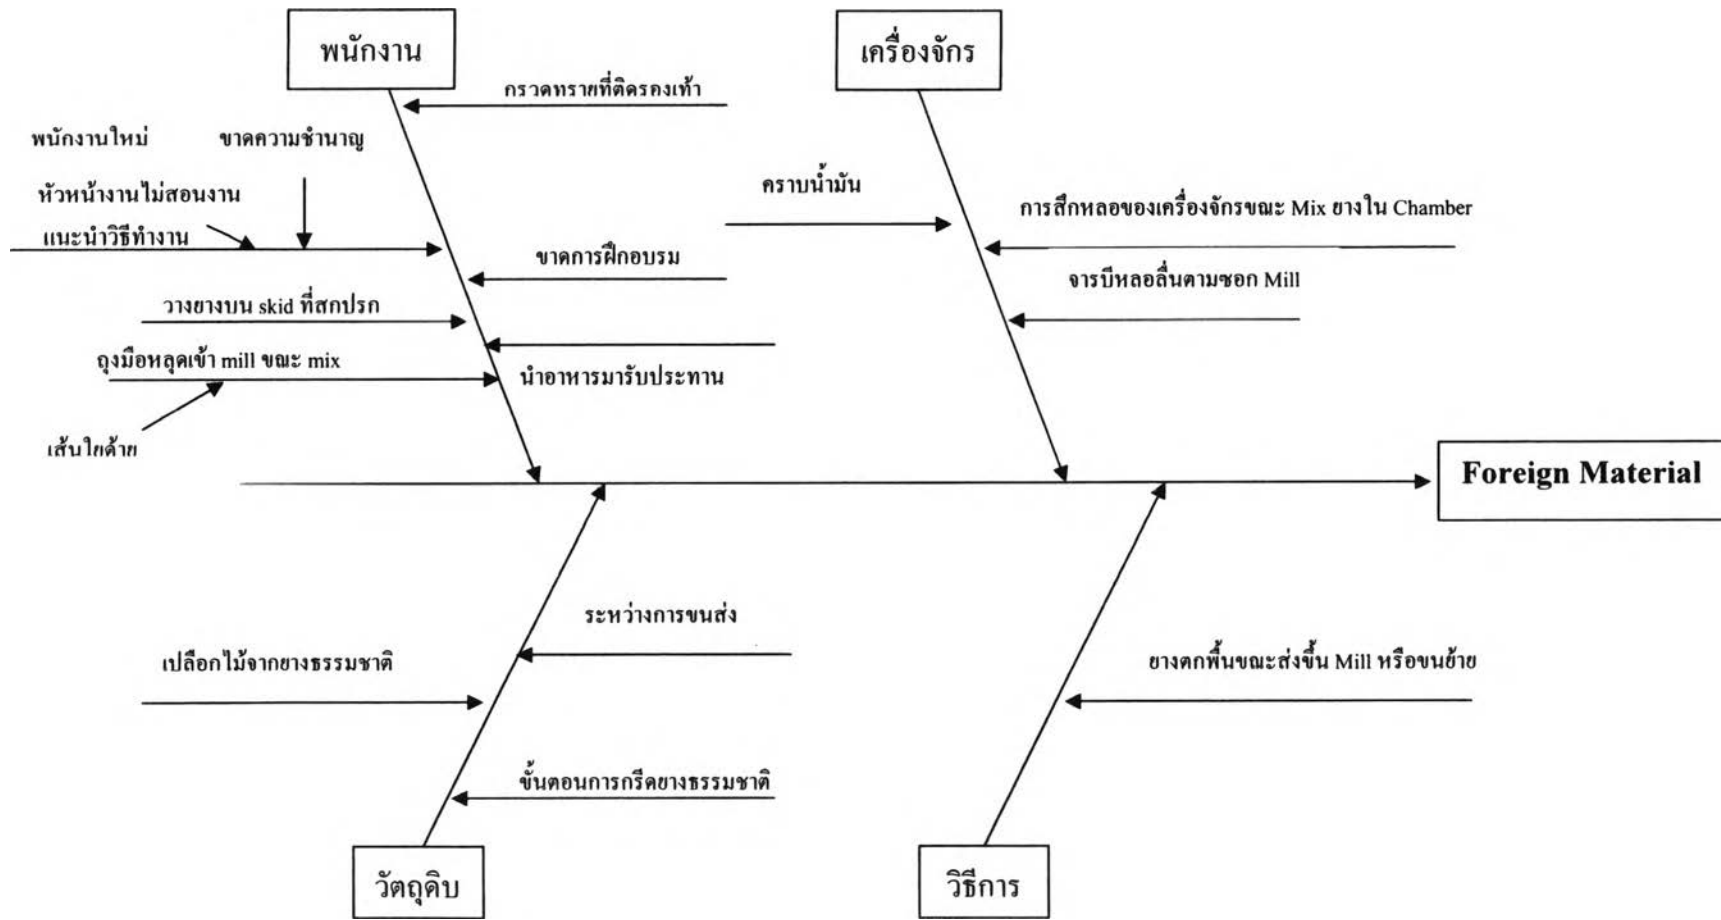 พนักงาน
เครื่องจักร
กรวดทรายที่ติดรองเท้า
พนักงานใหม่
ขาดความชำนาญ
คราบน้ำมัน
หัวหน้างานไม่สอนงาน
การสึกหลอของเครื่องจักรขณะ Mix ยางใน Chamber
แนะนำวิธีทำงาน
ขาดการฝึกอบรม
จารบีหลอลื่นตามซอก Mill
วางยางบน skid ที่สกปรก
ถุงมือหลุดเข้า mill ขณะ mix
นำอาหารมารับประทาน
เส้นใยด้าย
Foreign Material
ระหว่างการขนส่ง
เปลือกไม้จากยางธรรมชาติ
ยางตกพื้นขณะส่งขึ้น Mill หรือขนย้าย
ขั้นตอนการกรีดยางธรรมชาติ
วัตถุดิบ
วิธีการ